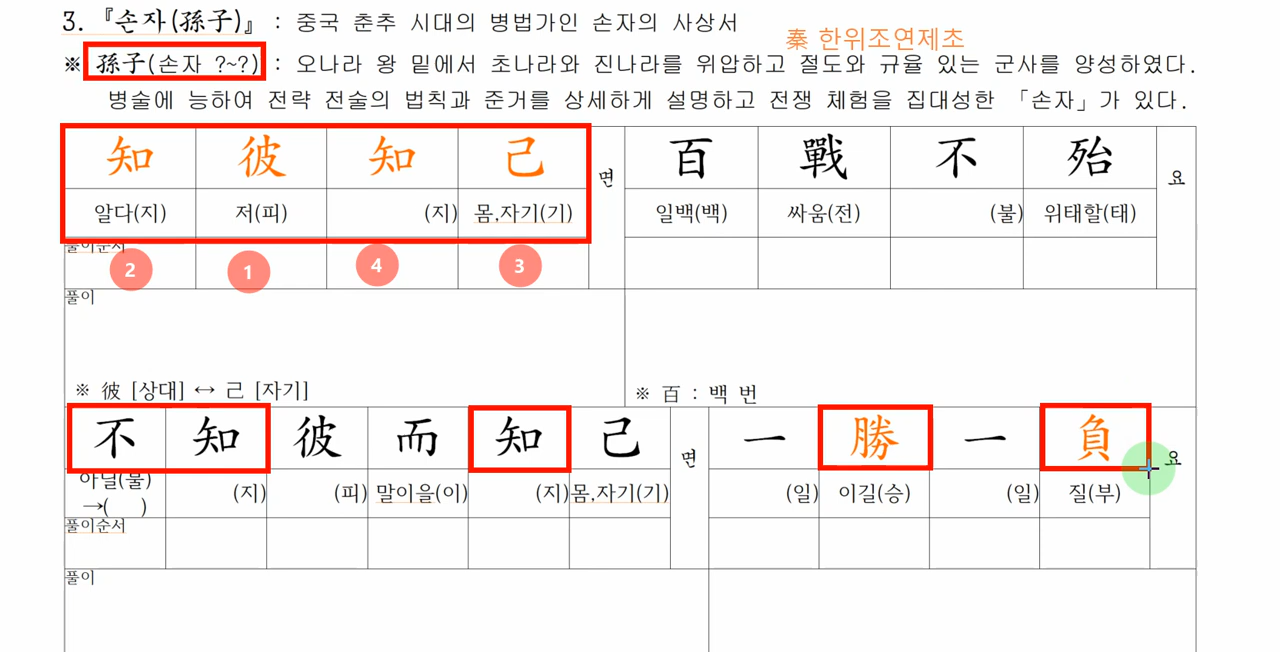 3. 『손자(孫子)』 : 중국 춘추 시대의 병법가인 손자의 사상서
秦 한위조연제초
※ 孫子(손자 ?~?) : 오나라 왕 밑에서 초나라와 진나라를 위압하고 절도와 규율 있는 군사를 양성하였다.
병술에 능하여 전략 전술의 법칙과 준거를 상세하게 설명하고 전쟁 체험을 집대성한 「손자」가 있다.
知 彼 知 己 면 百 戰 不 殆 요
알다(지) 저(피) (지) 몸,자기(기) 일백(백) 싸움(전) (불) 위태할(태)
풀이순서
2 1 4 3
풀이
※ 彼 [상대] ↔ 己 [자기] ※ 百 : 백 번
不 知 彼 而 知 己 면 一 勝 一 負 요
아닐(불) (지) (피) 말이을(이) (지) 몸,자기(기) (일) 이길(승) (일) 질(부)
→( )
풀이순서
풀이